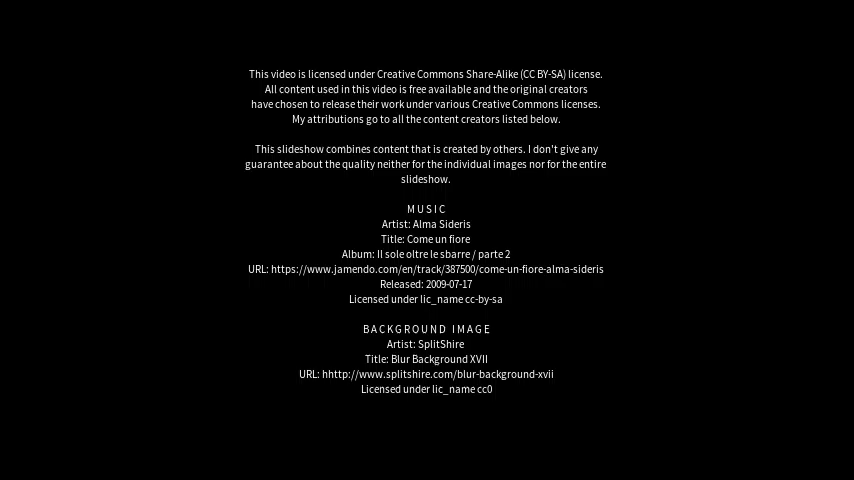 This video is licensed under Creative Commons Share-Alike (CC BY-SA) license.
All content used in this video is free available and the original creators
have chosen to release their work under various Creative Commons licenses.
My attributions go to all the content creators listed below.
This slideshow combines content that is created by others. I don't give any
guarantee about the quality neither for the individual images nor for the entire
slideshow.
MUSIC
Artist: Alma Sideris
Title: Come un fiore
Album: Il sole oltre le sbarre / parte 2
URL: https://www.jamendo.com/en/track/387500/come-un-fiore-alma-sideris
Released: 2009-07-17
Licensed under lic_name cc-by-sa
BACKGROUND IMAGE
Artist: SplitShire
Title: Blur Background XVII
URL: hhttp://www.splitshire.com/blur-background-xvii
Licensed under lic_name cc0